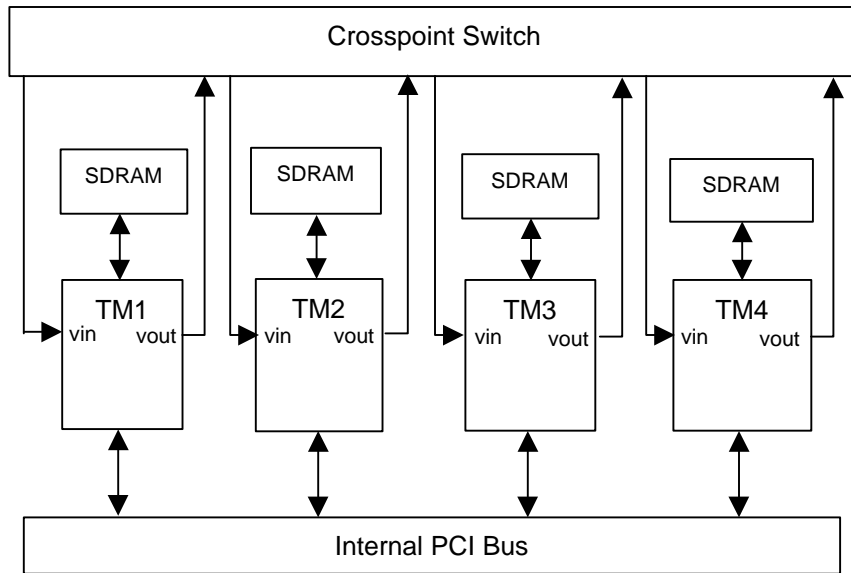 Crosspoint Switch
SDRAM
SDRAM
SDRAM
SDRAM
TM1
vin
vout
TM2
vin
vout
TM3
vin
vout
TM4
vin
vout
Internal PCI Bus